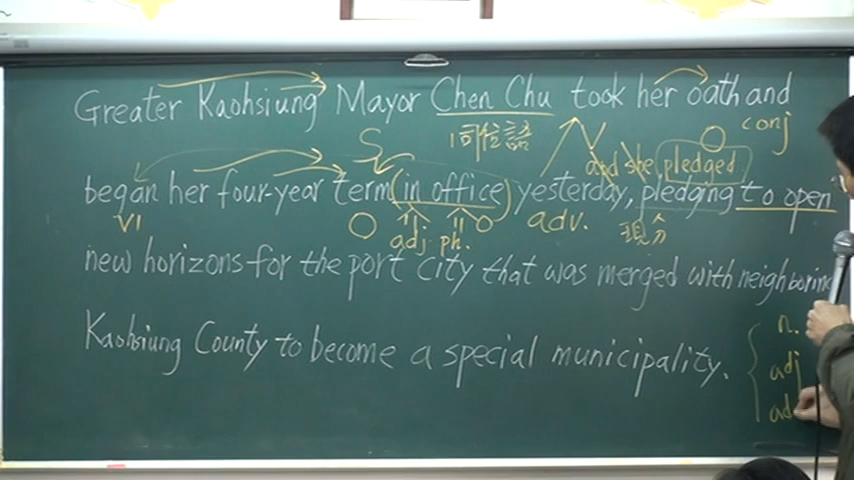 Greater Kaohsiung Mayor Chen Chu took her oath and
同位語 conj
S and she pledged
began her four-year term (in office) yesterday, pledging to open
VI adj. ph. adv. 現分
new horizons for the port city that was merged with neighboring
Kaohsiung County to become a special municipality.
n.
adj
ad